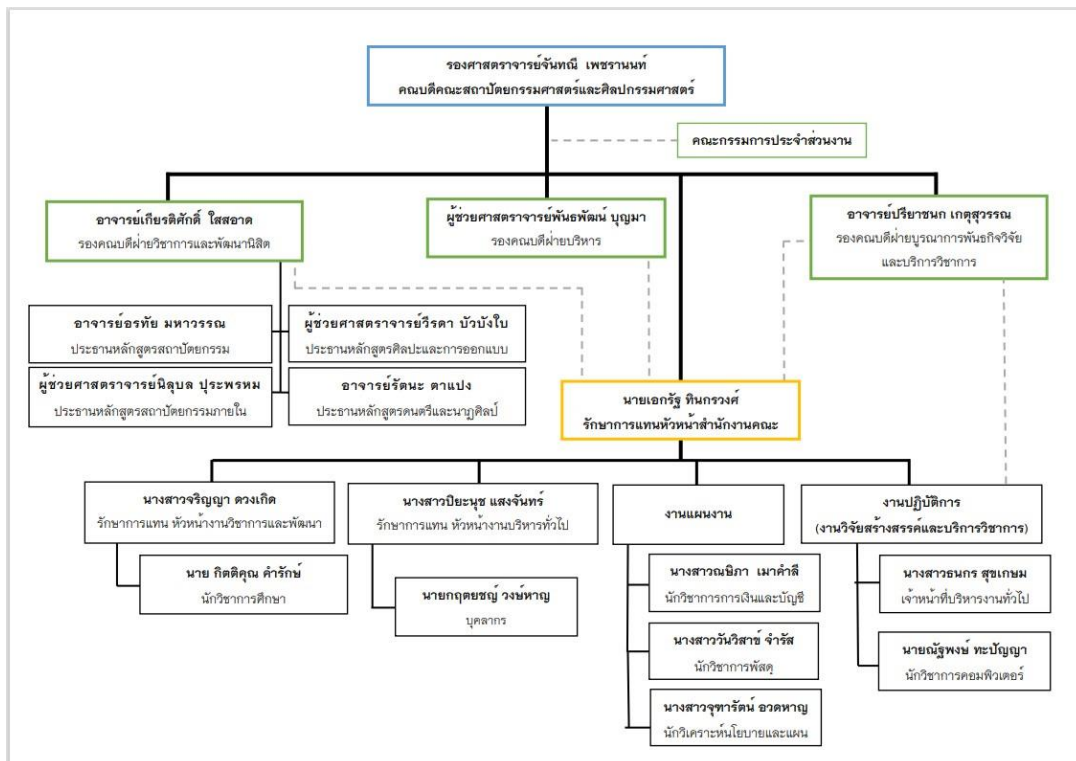 รองศาสตราจารย์จันทณี เพชรานนท์
คณบดีคณะสถาปัตยกรรมศาสตร์และศิลปกรรมศาสตร์
คณะกรรมการประจำส่วนงาน
อาจารย์เกียรติศักดิ์ ใสสอาด
รองคณบดีฝ่ายวิชาการและพัฒนานิสิต
ผู้ช่วยศาสตราจารย์พันธพัฒน์ บุญมา
รองคณบดีฝ่ายบริหาร
อาจารย์ปรียาชนก เกตุสุวรรณ
รองคณบดีฝ่ายบูรณาการพันธกิจวิจัย
และบริการวิชาการ
อาจารย์อรทัย มหาวรรณ
ประธานหลักสูตรสถาปัตยกรรม
ผู้ช่วยศาสตราจารย์วีรดา บัวบังใบ
ประธานหลักสูตรศิลปะและการออกแบบ
ผู้ช่วยศาสตราจารย์นิลุบล ปุระพรหม
ประธานหลักสูตรสถาปัตยกรรมภายใน
อาจารย์รัตนะ ตาแปง
ประธานหลักสูตรดนตรีและนาฏศิลป์
นายเอกรัฐ ทินกรวงศ์
รักษาการแทนหัวหน้าสำนักงานคณะ
นางสาวจริญญา ดวงเกิด
รักษาการแทน หัวหน้างานวิชาการและพัฒนา
นาย กิตติคุณ คำรักษ์
นักวิชาการศึกษา
นางสาวปิยะนุช แสงจันทร์
รักษาการแทน หัวหน้างานบริหารทั่วไป
นายกฤตยชญ์ วงษ์หาญ
บุคลากร
งานแผนงาน
นางสาวณษิภา เมาคำลี
นักวิชาการการเงินและบัญชี
นางสาววันวิสาข์ จำรัส
นักวิชาการพัสดุ
นางสาวจุฑารัตน์ อวดหาญ
นักวิเคราะห์นโยบายและแผน
งานปฏิบัติการ
(งานวิจัยสร้างสรรค์และบริการวิชาการ)
นางสาวธนกร สุขเกษม
เจ้าหน้าที่บริหารงานทั่วไป
นายณัฐพงษ์ ทะปัญญา
นักวิชาการคอมพิวเตอร์